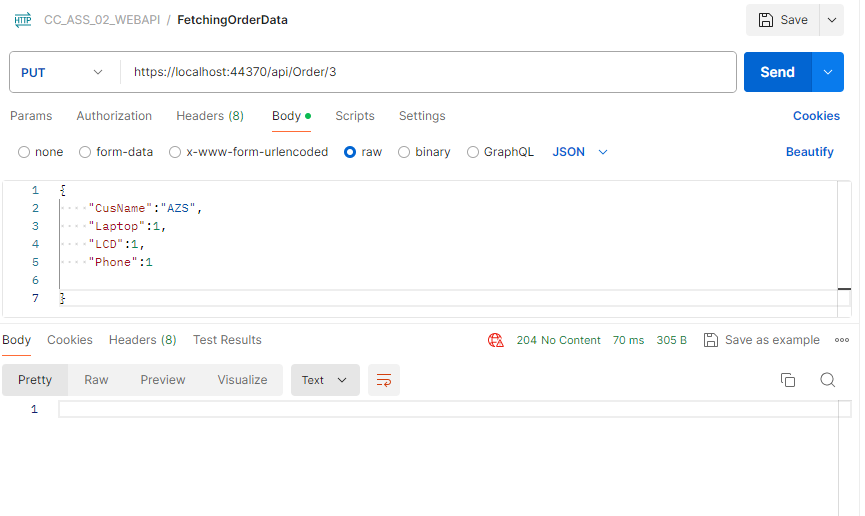 HTTP CC_ASS_02_WEBAPI / FetchingOrderData Save
PUT https://localhost:44370/api/Order/3 Send
Params Authorization Headers (8) Body Scripts Settings Cookies
none form-data x-www-form-urlencoded raw binary GraphQL JSON Beautify
1 {
2 "CusName":"AZS",
3 "Laptop":1,
4 "LCD":1,
5 "Phone":1
6
7 }
Body Cookies Headers (8) Test Results 204 No Content 70 ms 305 B Save as example
Pretty Raw Preview Visualize Text
1